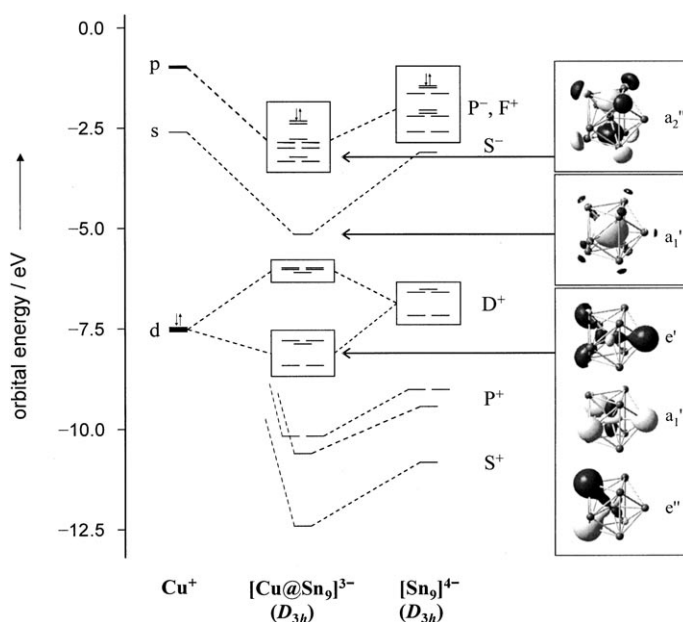 0.0
−2.5
−5.0
−7.5
−10.0
−12.5
orbital energy / eV
p
s
d
P⁻, F⁺
S⁻
D⁺
P⁺
S⁺
a₂"
a₁'
e'
a₁'
e"
Cu⁺ [Cu@Sn₉]³⁻ [Sn₉]⁴⁻
(D₃ₕ) (D₃ₕ)